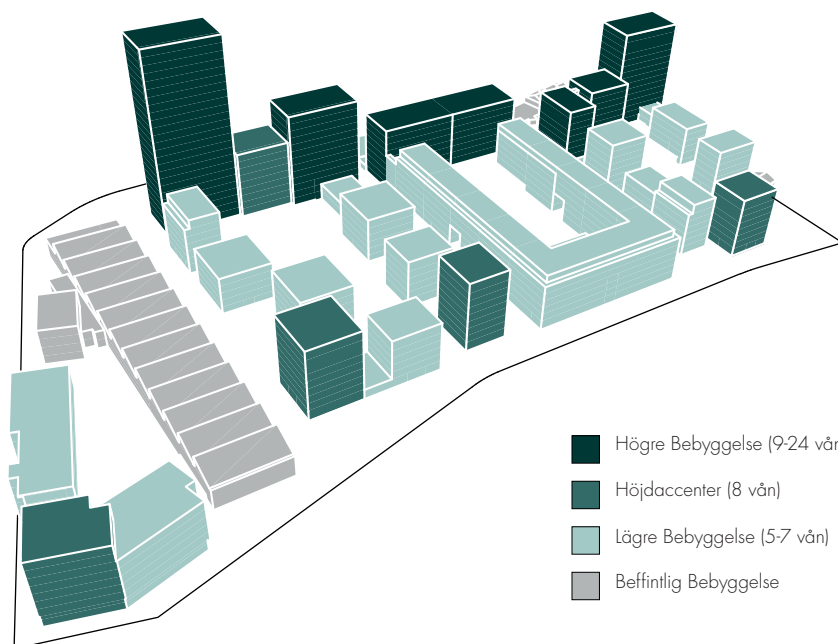 Högre Bebyggelse (9-24 vån
Höjdaccenter (8 vån)
Lägre Bebyggelse (5-7 vån)
Beffintlig Bebyggelse